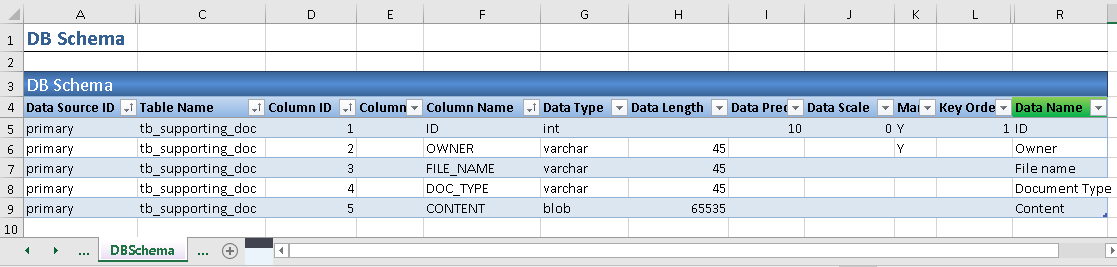 A C D E F G H I J K L R
1 DB Schema
2
3 DB Schema
4 Data Source ID Table Name Column ID Column Column Name Data Type Data Length Data Prec Data Scale Ma Key Orde Data Name
5 primary tb_supporting_doc 1 ID int 10 0 Y 1 ID
6 primary tb_supporting_doc 2 OWNER varchar 45 Y Owner
7 primary tb_supporting_doc 3 FILE_NAME varchar 45 File name
8 primary tb_supporting_doc 4 DOC_TYPE varchar 45 Document Type
9 primary tb_supporting_doc 5 CONTENT blob 65535 Content
10
... DBSchema ...